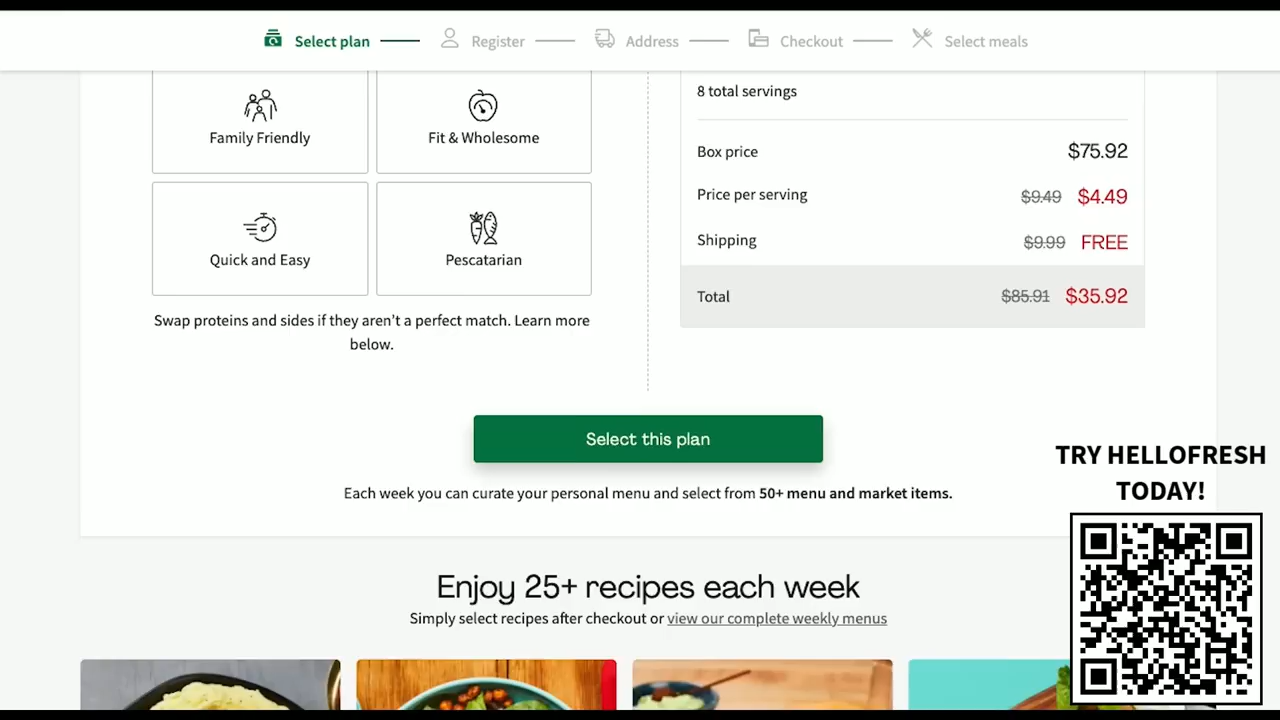 Select plan
Register
Address
Checkout
Select meals
Family Friendly
Fit & Wholesome
Quick and Easy
Pescatarian
Swap proteins and sides if they aren't a perfect match. Learn more
below.
8 total servings
Box price
$75.92
Price per serving
$9.49 $4.49
Shipping
$9.99 FREE
Total
$85.91 $35.92
Select this plan
Each week you can curate your personal menu and select from 50+ menu and market items.
TRY HELLOFRESH
TODAY!
Enjoy 25+ recipes each week
Simply select recipes after checkout or view our complete weekly menus